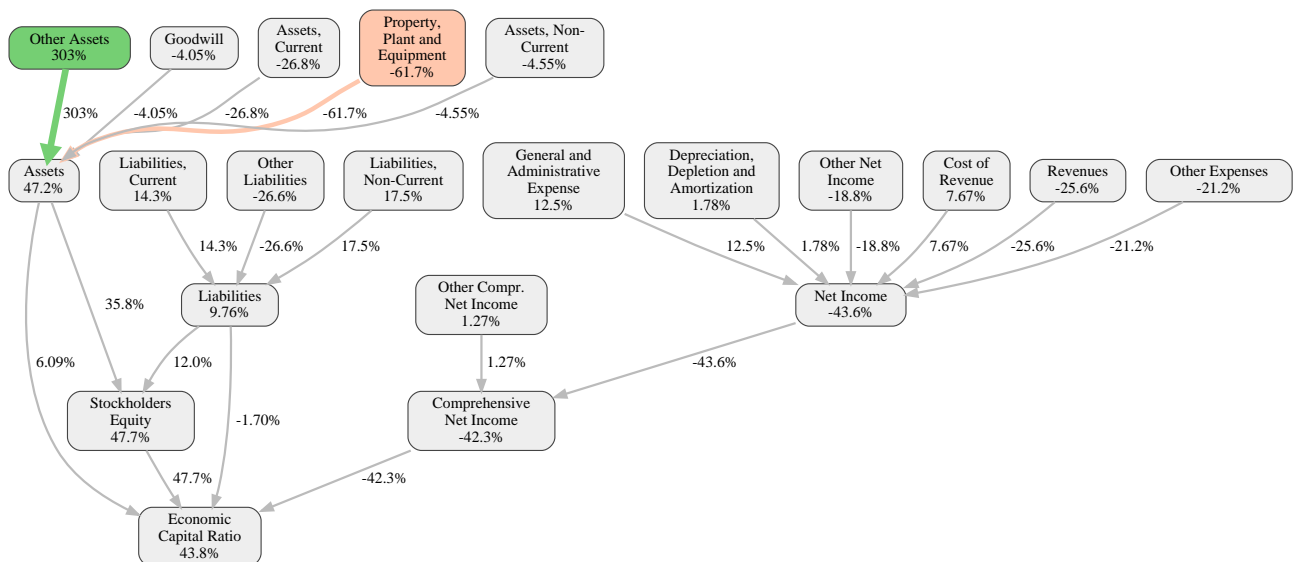 Other Assets
303%
Goodwill
-4.05%
Assets,
Current
-26.8%
Property,
Plant and
Equipment
-61.7%
Assets, Non-
Current
-4.55%
303%
-4.05%
-26.8%
-61.7%
-4.55%
Assets
47.2%
Liabilities,
Current
14.3%
Other
Liabilities
-26.6%
Liabilities,
Non-Current
17.5%
General and
Administrative
Expense
12.5%
Depreciation,
Depletion and
Amortization
1.78%
Other Net
Income
-18.8%
Cost of
Revenue
7.67%
Revenues
-25.6%
Other Expenses
-21.2%
14.3%
-26.6%
17.5%
12.5%
1.78%
-18.8%
7.67%
-25.6%
-21.2%
35.8%
Liabilities
9.76%
Other Compr.
Net Income
1.27%
Net Income
-43.6%
6.09%
12.0%
1.27%
-43.6%
Stockholders
Equity
47.7%
-1.70%
Comprehensive
Net Income
-42.3%
47.7%
-42.3%
Economic
Capital Ratio
43.8%